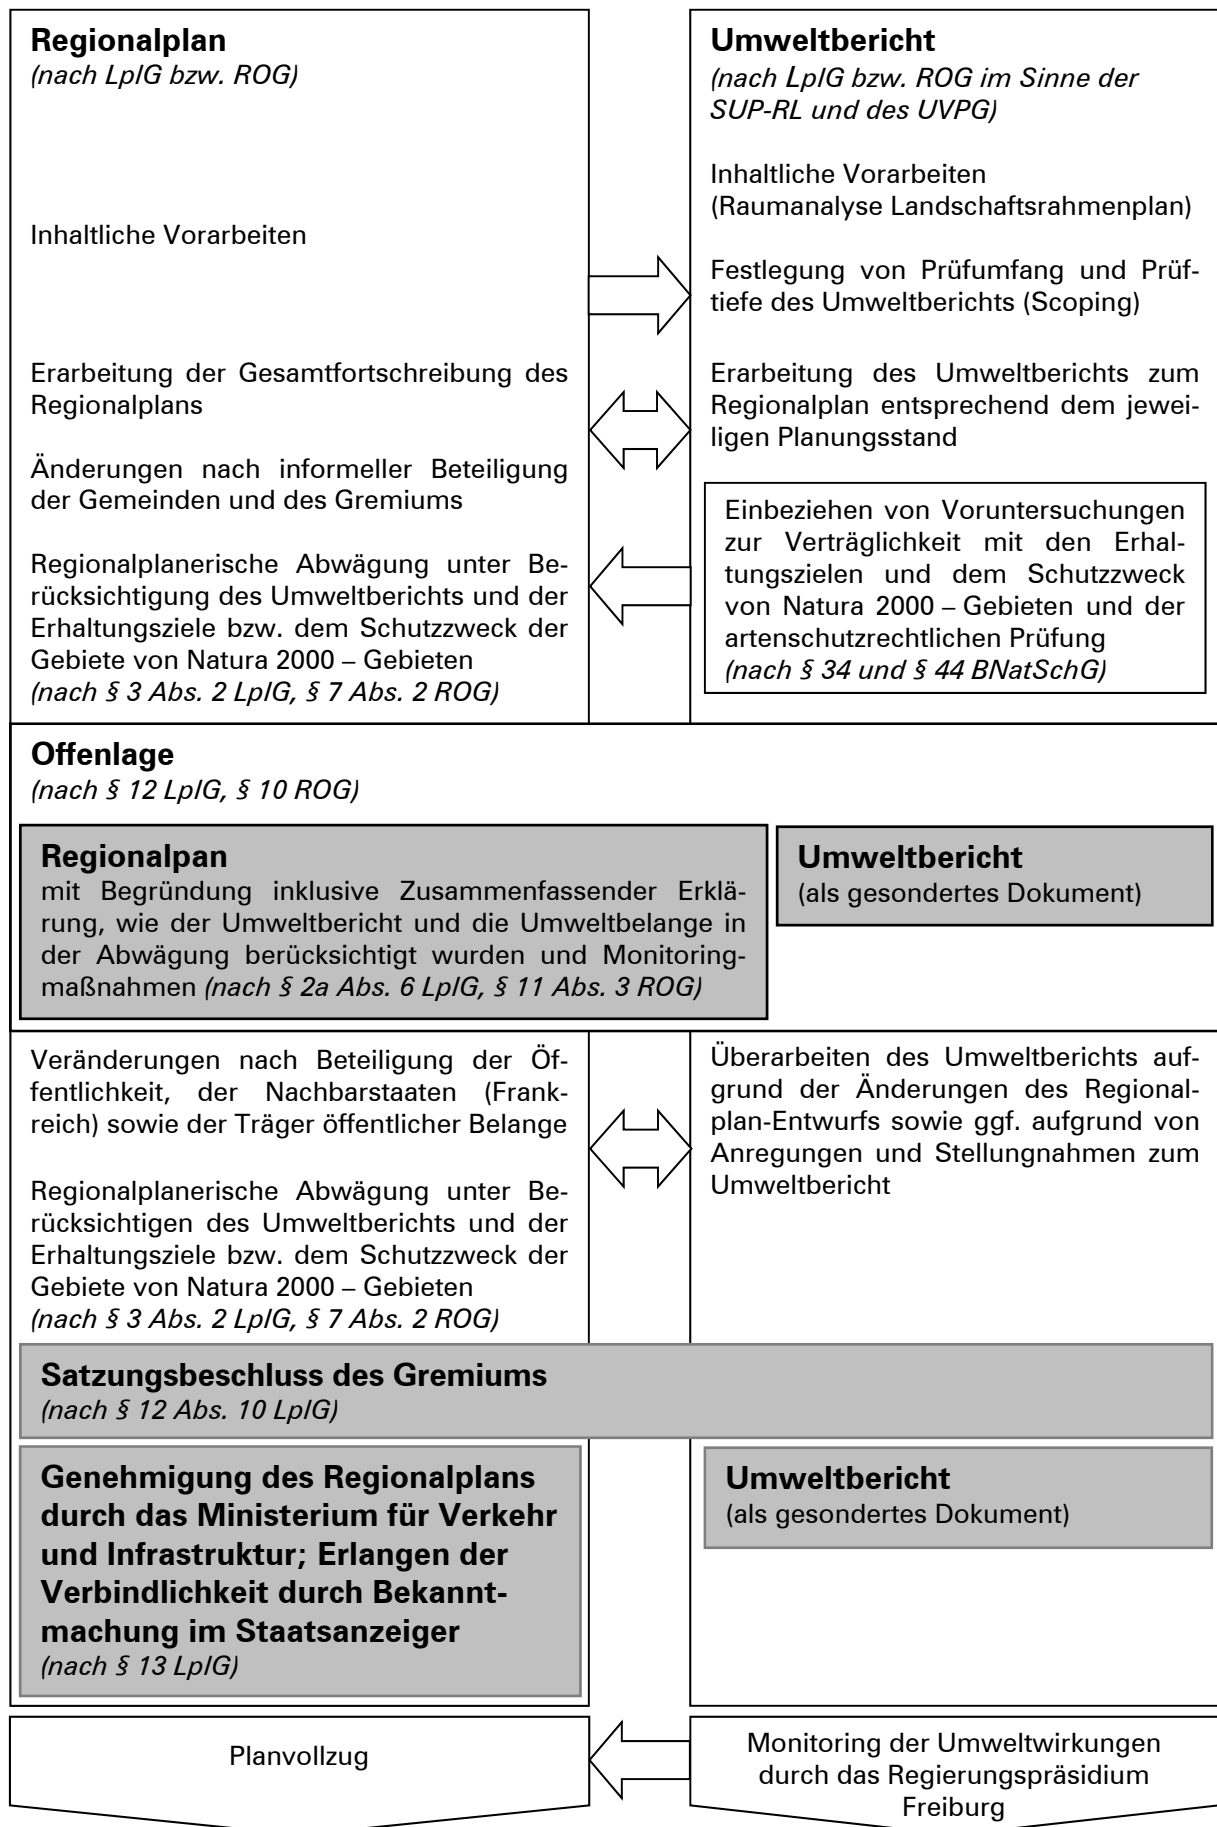 Regionalplan
(nach LplG bzw. ROG)
Inhaltliche Vorarbeiten
Erarbeitung der Gesamtfortschreibung des
Regionalplans
Änderungen nach informeller Beteiligung
der Gemeinden und des Gremiums
Regionalplanerische Abwägung unter Be-
rücksichtigung des Umweltberichts und der
Erhaltungsziele bzw. dem Schutzzweck der
Gebiete von Natura 2000 – Gebieten
(nach § 3 Abs. 2 LplG, § 7 Abs. 2 ROG)
Umweltbericht
(nach LplG bzw. ROG im Sinne der
SUP-RL und des UVPG)
Inhaltliche Vorarbeiten
(Raumanalyse Landschaftsrahmenplan)
Festlegung von Prüfumfang und Prüf-
tiefe des Umweltberichts (Scoping)
Erarbeitung des Umweltberichts zum
Regionalplan entsprechend dem jewei-
ligen Planungsstand
Einbeziehen von Voruntersuchungen
zur Verträglichkeit mit den Erhal-
tungszielen und dem Schutzzweck
von Natura 2000 – Gebieten und der
artenschutzrechtlichen Prüfung
(nach § 34 und § 44 BNatSchG)
Offenlage
(nach § 12 LplG, § 10 ROG)
Regionalpan
mit Begründung inklusive Zusammenfassender Erklä-
rung, wie der Umweltbericht und die Umweltbelange in
der Abwägung berücksichtigt wurden und Monitoring-
maßnahmen (nach § 2a Abs. 6 LplG, § 11 Abs. 3 ROG)
Umweltbericht
(als gesondertes Dokument)
Veränderungen nach Beteiligung der Öf-
fentlichkeit, der Nachbarstaaten (Frank-
reich) sowie der Träger öffentlicher Belange
Regionalplanerische Abwägung unter Be-
rücksichtigen des Umweltberichts und der
Erhaltungsziele bzw. dem Schutzzweck der
Gebiete von Natura 2000 – Gebieten
(nach § 3 Abs. 2 LplG, § 7 Abs. 2 ROG)
Überarbeiten des Umweltberichts auf-
grund der Änderungen des Regional-
plan-Entwurfs sowie ggf. aufgrund von
Anregungen und Stellungnahmen zum
Umweltbericht
Satzungsbeschluss des Gremiums
(nach § 12 Abs. 10 LplG)
Genehmigung des Regionalplans
durch das Ministerium für Verkehr
und Infrastruktur; Erlangen der
Verbindlichkeit durch Bekannt-
machung im Staatsanzeiger
(nach § 13 LplG)
Umweltbericht
(als gesondertes Dokument)
Planvollzug
Monitoring der Umweltwirkungen
durch das Regierungspräsidium
Freiburg